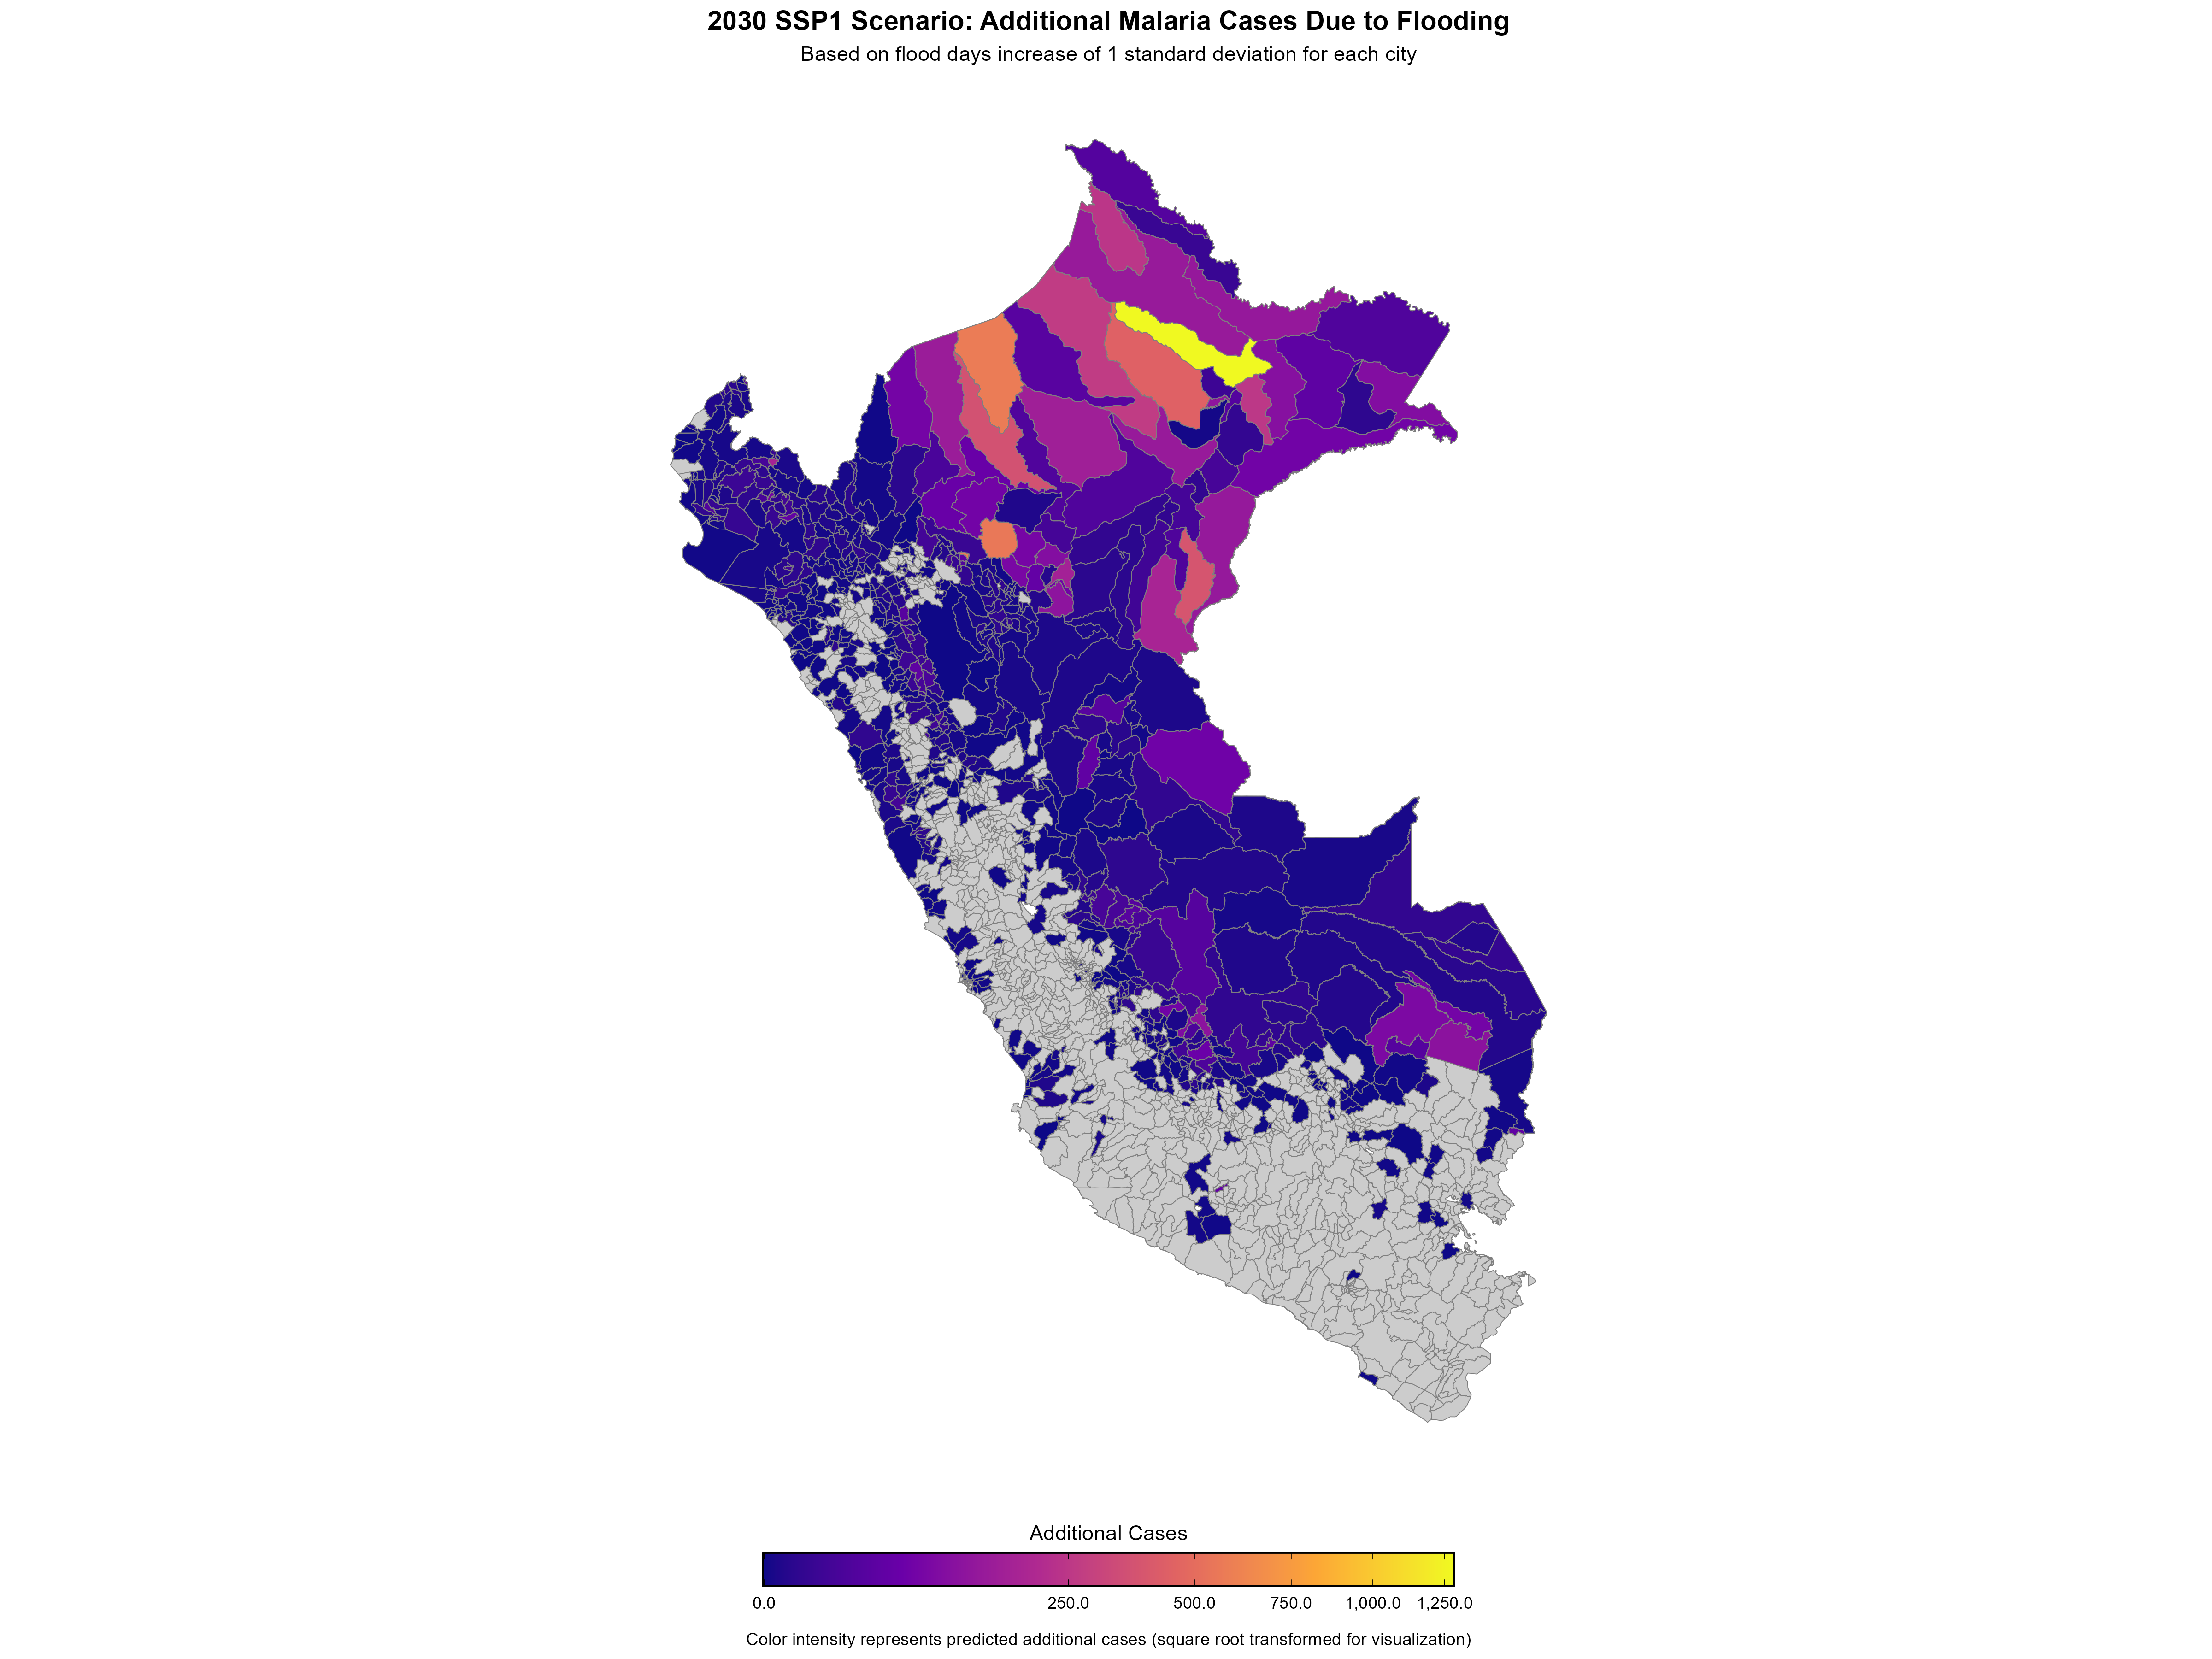 2030 SSP1 Scenario: Additional Malaria Cases Due to Flooding
Based on flood days increase of 1 standard deviation for each city
Additional Cases
0.0 250.0 500.0 750.0 1,000.0 1,250.0
Color intensity represents predicted additional cases (square root transformed for visualization)